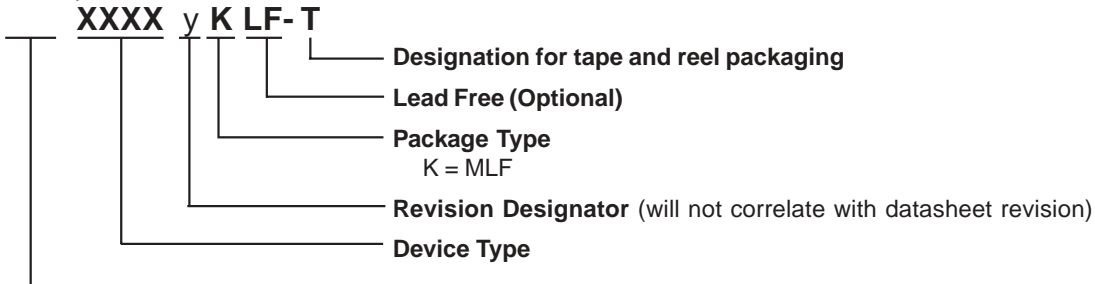 XXXX y K LF- T
Designation for tape and reel packaging
Lead Free (Optional)
Package Type
K = MLF
Revision Designator (will not correlate with datasheet revision)
Device Type